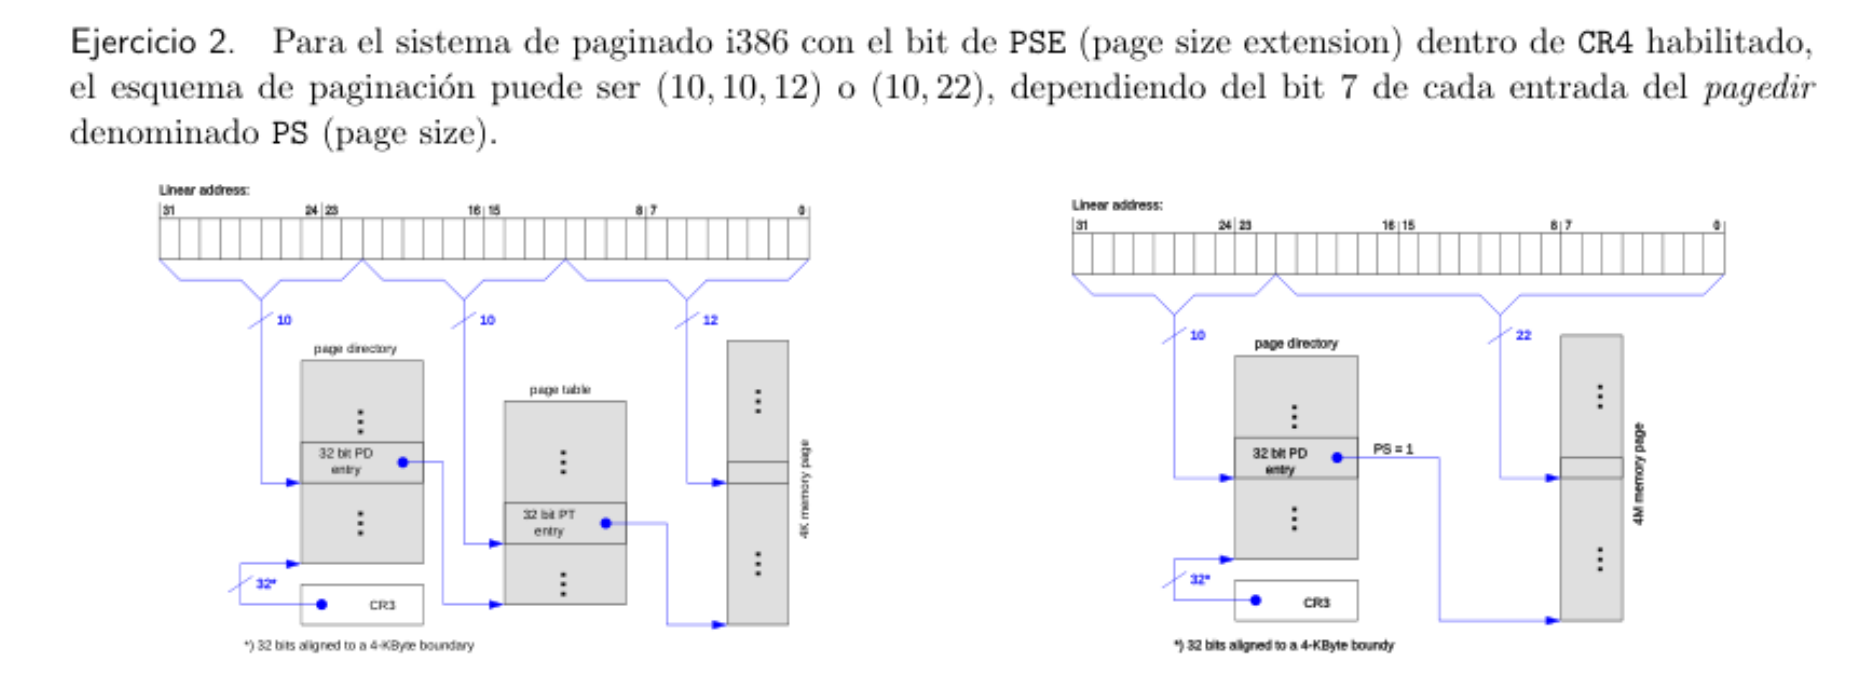 Ejercicio 2. Para el sistema de paginado i386 con el bit de PSE (page size extension) dentro de CR4 habilitado,
el esquema de paginación puede ser (10, 10, 12) o (10, 22), dependiendo del bit 7 de cada entrada del pagedir
denominado PS (page size).
Linear address:
31 24 23 16 15 8 7 0
10 10 12
page directory
page table
32 bit PD
entry
32 bit PT
entry
4K memory page
32*
CR3
*) 32 bits aligned to a 4-KByte boundary
Linear address:
31 24 23 16 15 8 7 0
10 22
page directory
32 bit PD
entry
PS = 1
4M memory page
32*
CR3
*) 32 bits aligned to a 4-KByte boundy